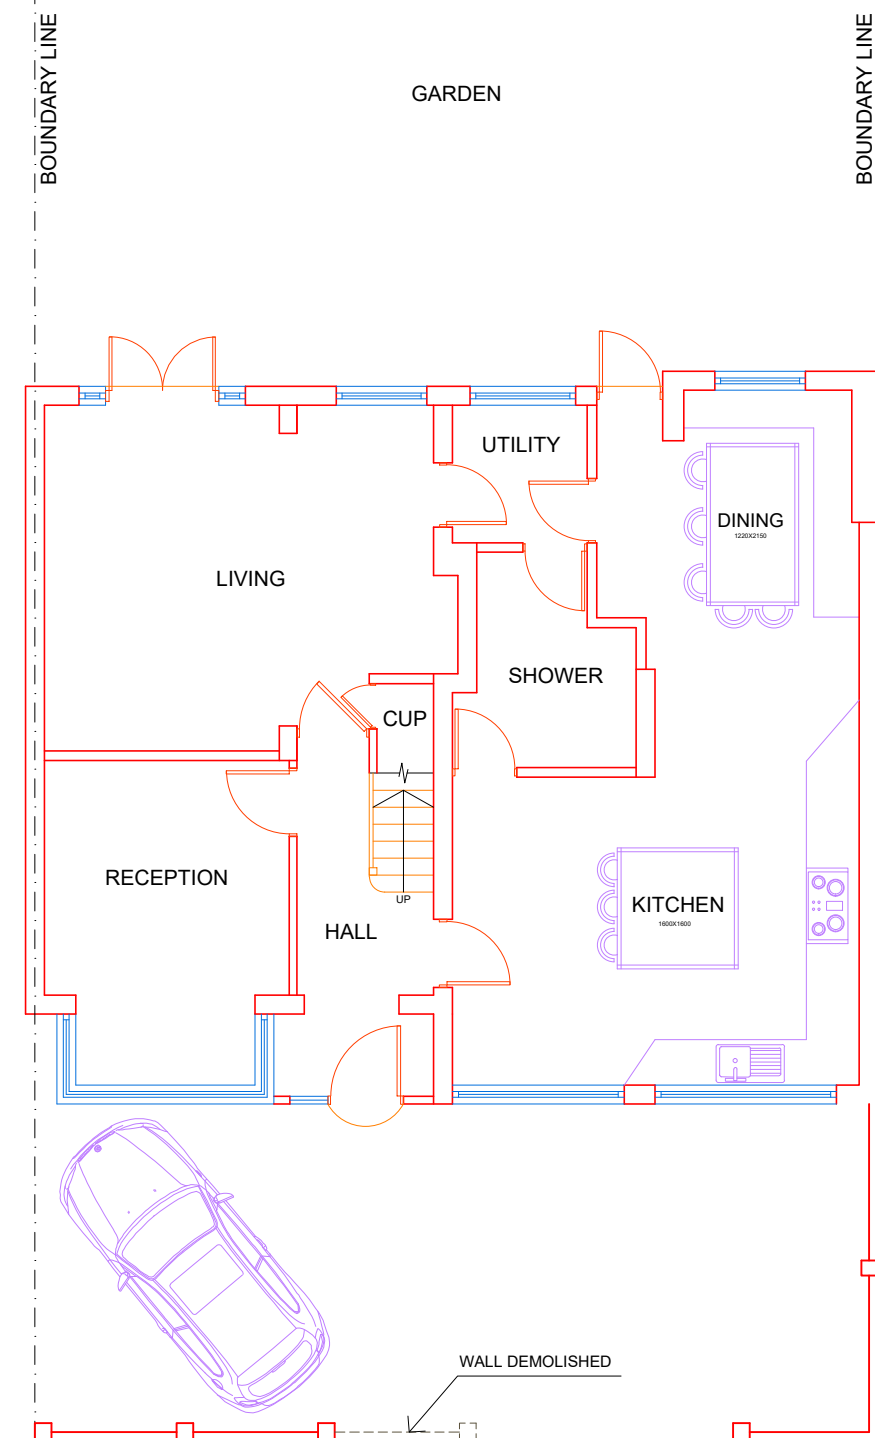 BOUNDARY LINE
BOUNDARY LINE
GARDEN
UTILITY
DINING
1220X2150
LIVING
SHOWER
CUP
RECEPTION
UP
HALL
KITCHEN
1600X1600
WALL DEMOLISHED